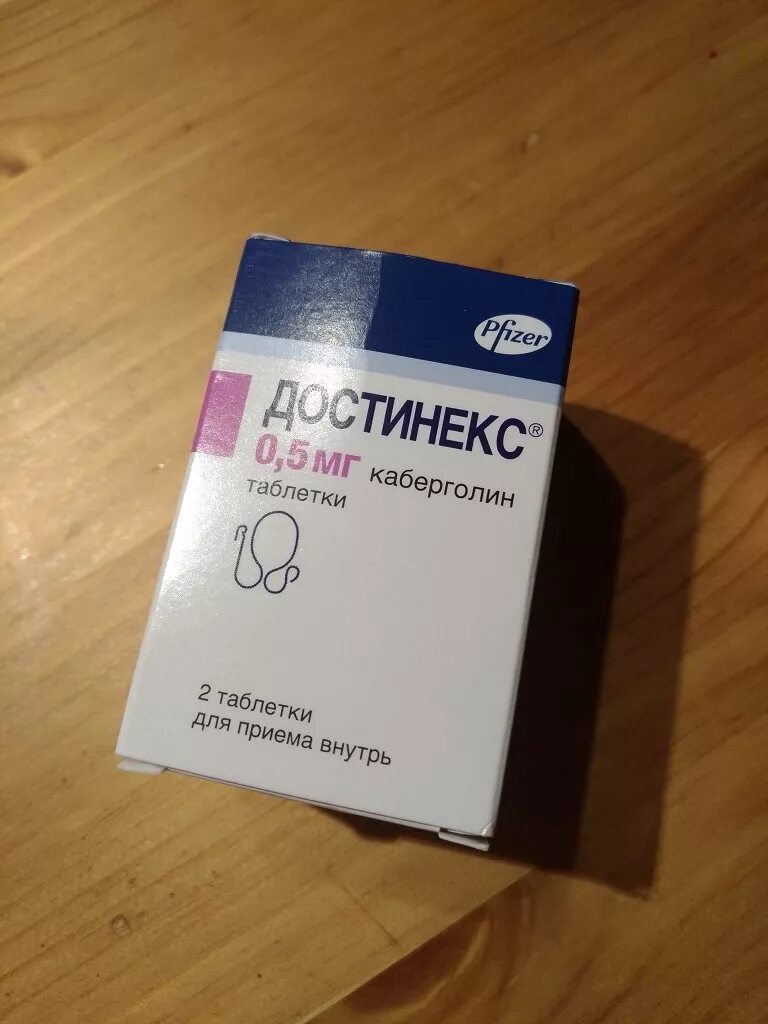 Pfizer
ДОСТИНЕКС®
0,5 мг каберголин
таблетки
2 таблетки
для приема внутрь